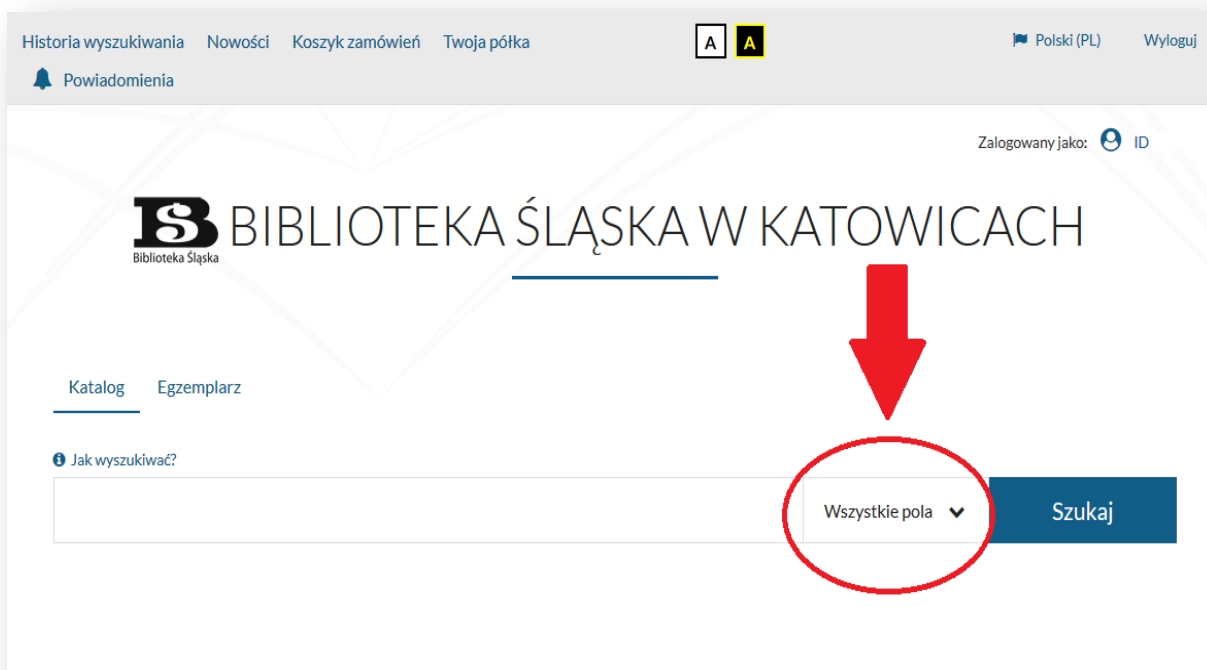 Historia wyszukiwania Nowości Koszyk zamówień Twoja półka A A Polski (PL) Wyloguj
Powiadomienia
Zalogowany jako: ID
BS BIBLIOTEKA ŚLĄSKA W KATOWICACH
Biblioteka Śląska
Katalog Egzemplarz
Jak wyszukiwać?
Wszystkie pola Szukaj